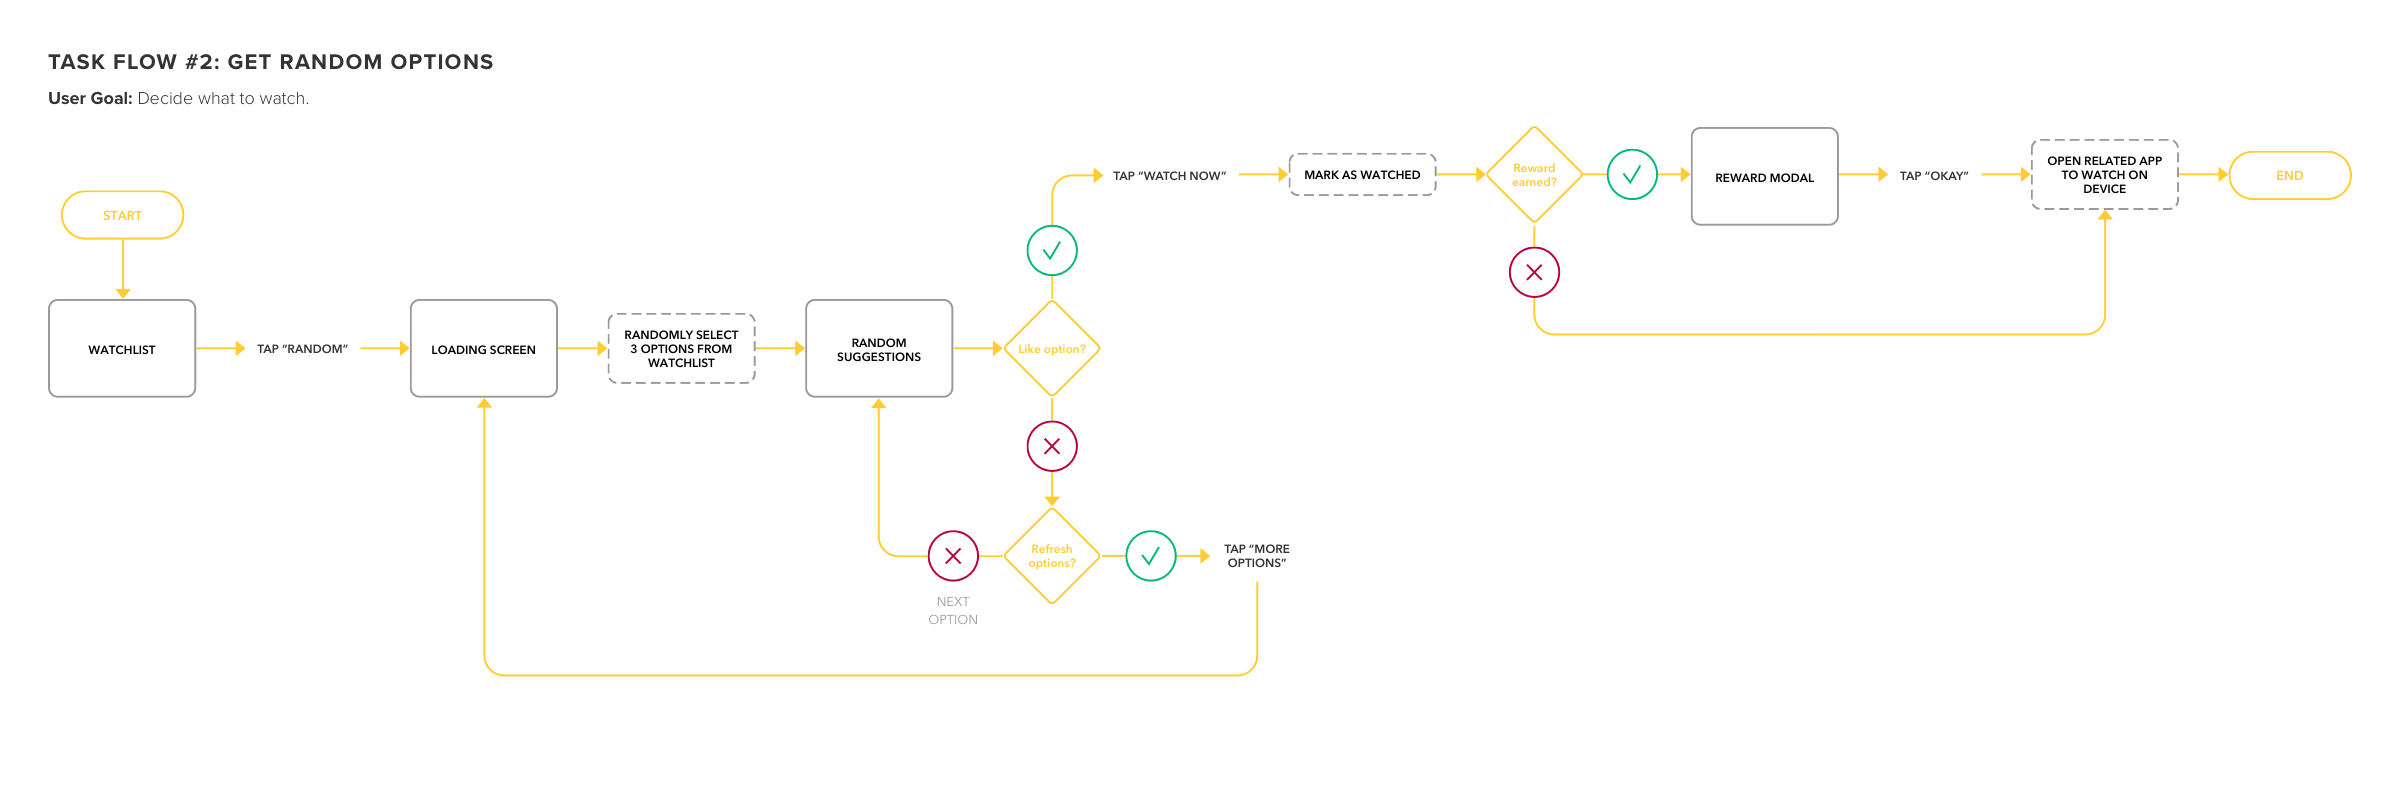 TASK FLOW #2: GET RANDOM OPTIONS
User Goal: Decide what to watch.
START
WATCHLIST
TAP “RANDOM”
LOADING SCREEN
RANDOMLY SELECT
3 OPTIONS FROM
WATCHLIST
RANDOM
SUGGESTIONS
Like option?
TAP “WATCH NOW”
MARK AS WATCHED
Reward
earned?
REWARD MODAL
TAP “OKAY”
OPEN RELATED APP
TO WATCH ON
DEVICE
END
Refresh
options?
NEXT
OPTION
TAP “MORE
OPTIONS”